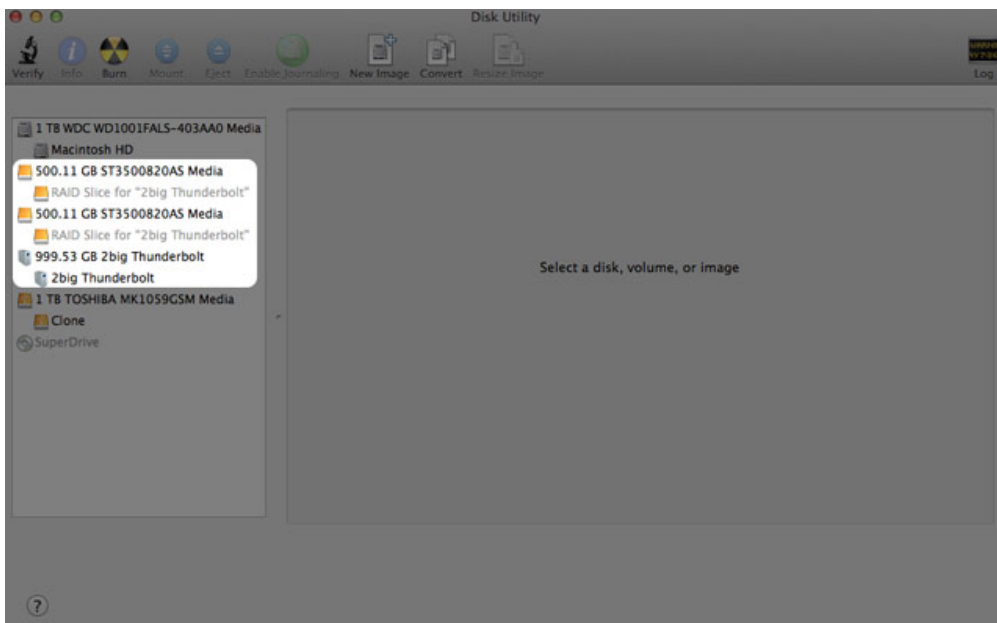 Disk Utility
Verify Info Burn Mount Eject Enable Journaling New Image Convert Resize Image Log
1 TB WDC WD1001FALS-403AA0 Media
Macintosh HD
500.11 GB ST3500820AS Media
RAID Slice for "2big Thunderbolt"
500.11 GB ST3500820AS Media
RAID Slice for "2big Thunderbolt"
999.53 GB 2big Thunderbolt
2big Thunderbolt
1 TB TOSHIBA MK1059GSM Media
Clone
SuperDrive
Select a disk, volume, or image
?